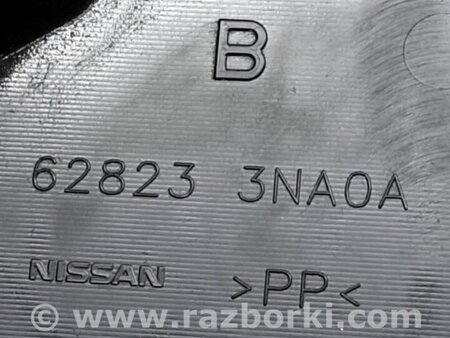 B
62823 3NA0A
NISSAN >PP<
© www.razborki.com